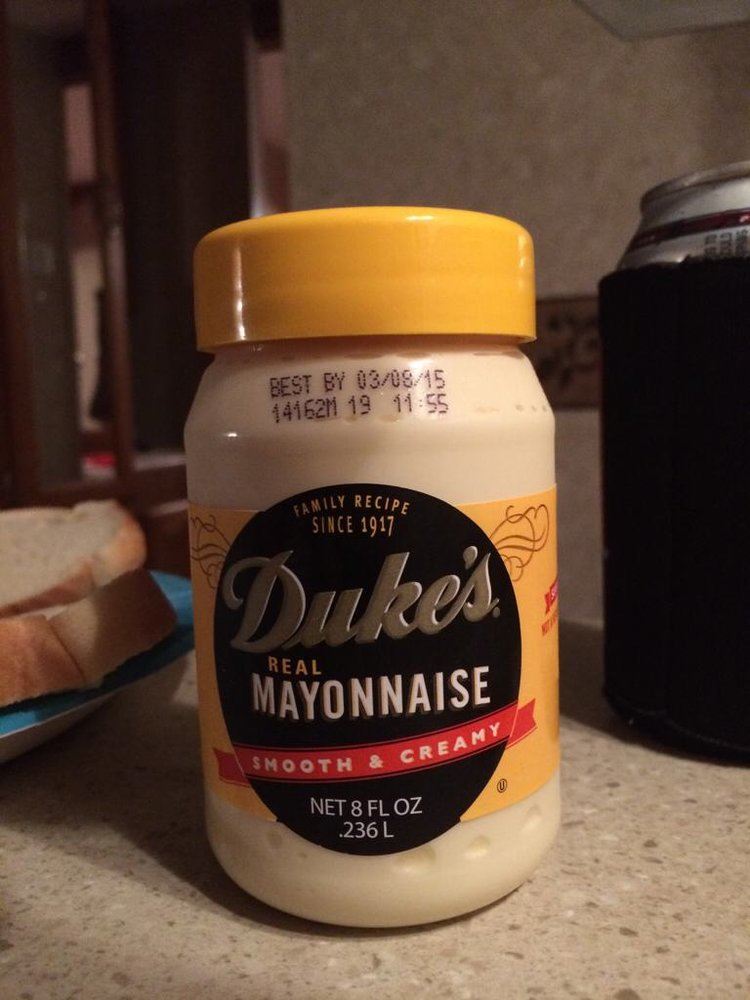 BEST BY 03/08/15
14162M 19 11:55
FAMILY RECIPE
SINCE 1917
Duke's
REAL
MAYONNAISE
SMOOTH & CREAMY
NET 8 FL OZ
.236 L
U